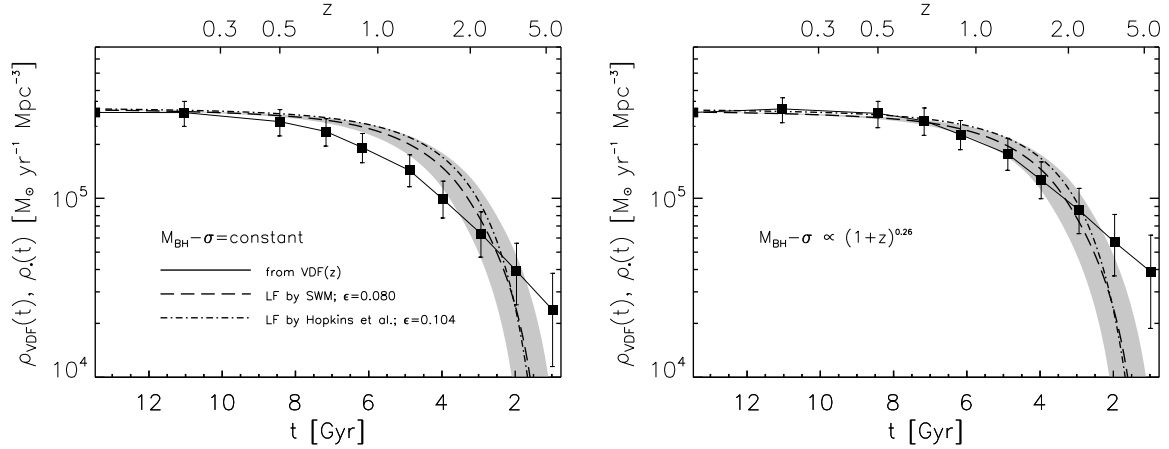 z
0.3 0.5 1.0 2.0 5.0
ρVDF(t), ρ•(t) [M⊙ yr⁻¹ Mpc⁻³]
10⁵
10⁴
MBH−σ=constant
from VDF(z)
LF by SWM; ϵ=0.080
LF by Hopkins et al.; ϵ=0.104
12 10 8 6 4 2
t [Gyr]
z
0.3 0.5 1.0 2.0 5.0
ρVDF(t), ρ•(t) [M⊙ yr⁻¹ Mpc⁻³]
10⁵
10⁴
MBH−σ ∝ (1+z)⁰·²⁶
12 10 8 6 4 2
t [Gyr]